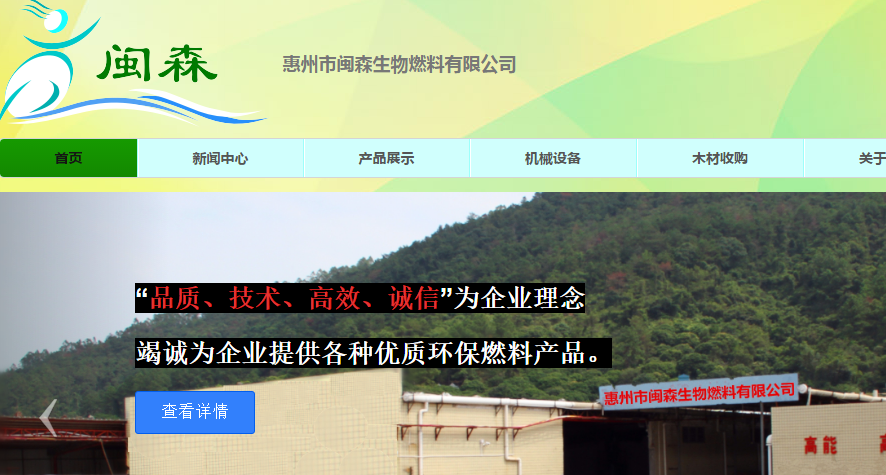 闽森
惠州市闽森生物燃料有限公司
首页
新闻中心
产品展示
机械设备
木材收购
关于
“品质、技术、高效、诚信”为企业理念
竭诚为企业提供各种优质环保燃料产品。
查看详情
惠州市闽森生物燃料有限公司
高能